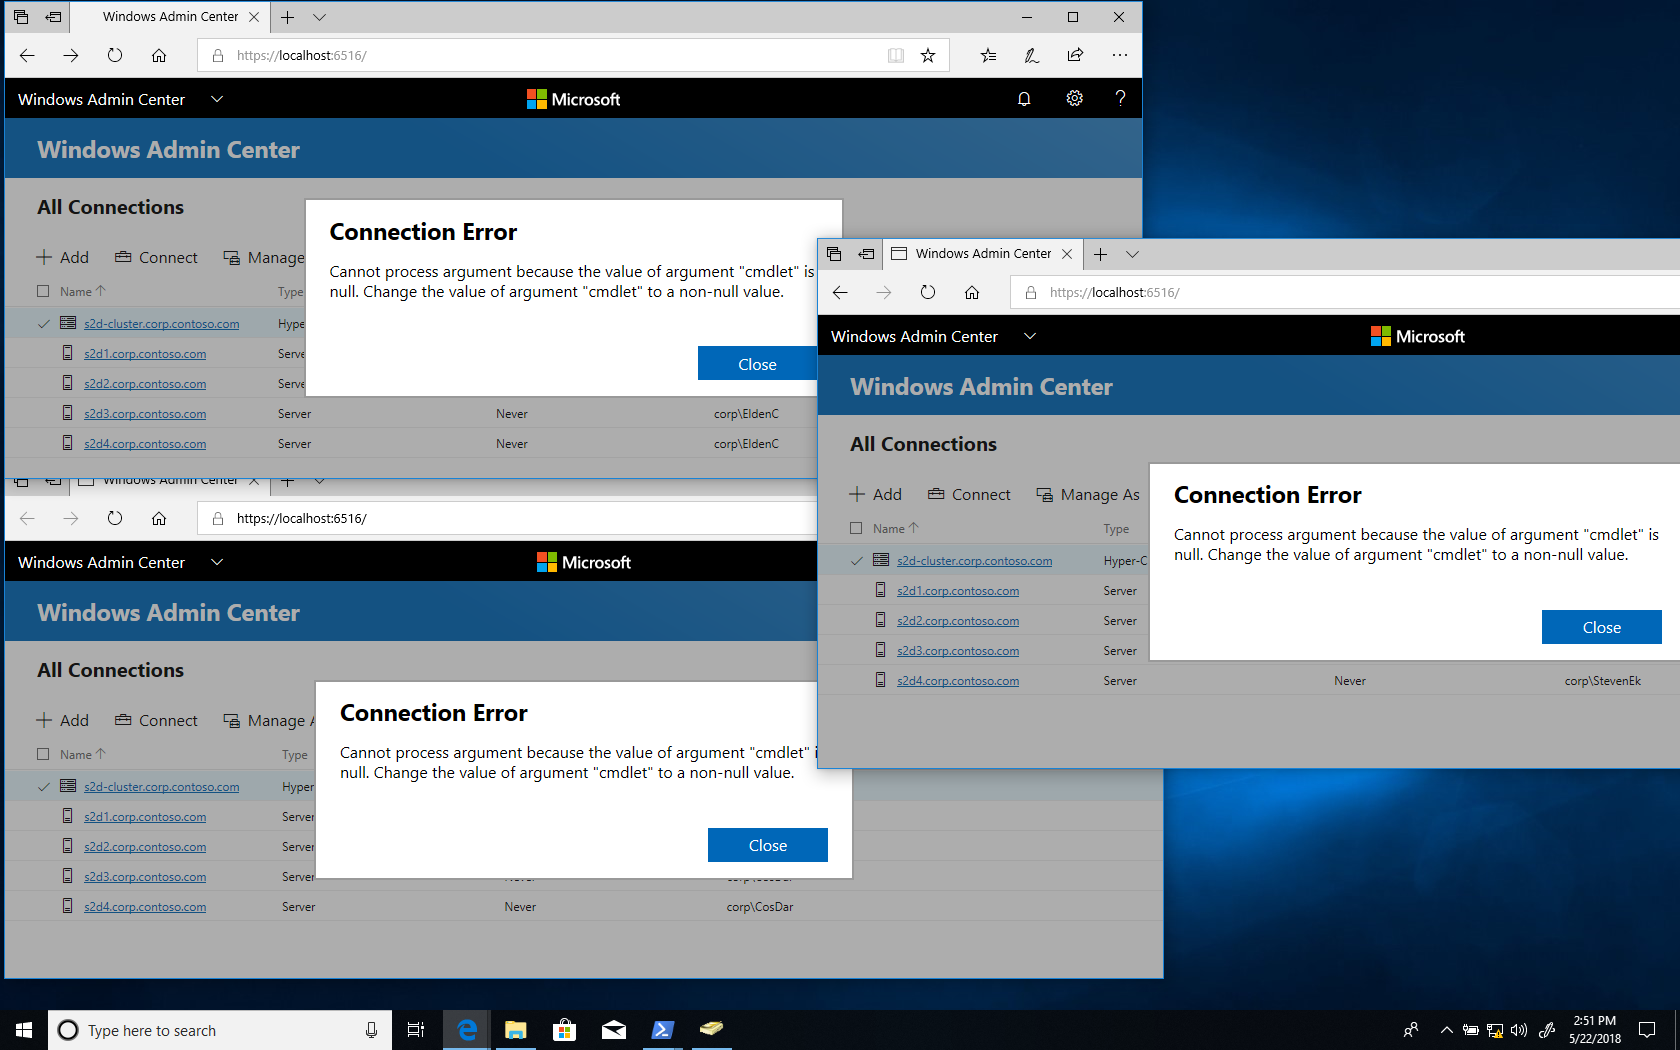 Windows Admin Center
https://localhost:6516/
Windows Admin Center
Microsoft
?
Windows Admin Center
All Connections
Add Connect Manage
Name Type
s2d-cluster.corp.contoso.com Hype
s2d1.corp.contoso.com Serve
s2d2.corp.contoso.com Serve
s2d3.corp.contoso.com Server Never corp\EldenC
s2d4.corp.contoso.com Server Never corp\EldenC
Connection Error
Cannot process argument because the value of argument "cmdlet" is
null. Change the value of argument "cmdlet" to a non-null value.
Close
Windows Admin Center
https://localhost:6516/
Windows Admin Center
Microsoft
Windows Admin Center
All Connections
Add Connect Manage As
Name Type
s2d-cluster.corp.contoso.com Hyper-C
s2d1.corp.contoso.com Server
s2d2.corp.contoso.com Server
s2d3.corp.contoso.com Server
s2d4.corp.contoso.com Server Never corp\StevenEk
Connection Error
Cannot process argument because the value of argument "cmdlet" is
null. Change the value of argument "cmdlet" to a non-null value.
Close
Windows Admin Center
https://localhost:6516/
Windows Admin Center
Microsoft
Windows Admin Center
All Connections
Add Connect Manage
Name Type
s2d-cluster.corp.contoso.com Hyper
s2d1.corp.contoso.com Server
s2d2.corp.contoso.com Server
s2d3.corp.contoso.com Server Never corp\CosDar
s2d4.corp.contoso.com Server Never corp\CosDar
Connection Error
Cannot process argument because the value of argument "cmdlet"
null. Change the value of argument "cmdlet" to a non-null value.
Close
Type here to search
2:51 PM
5/22/2018